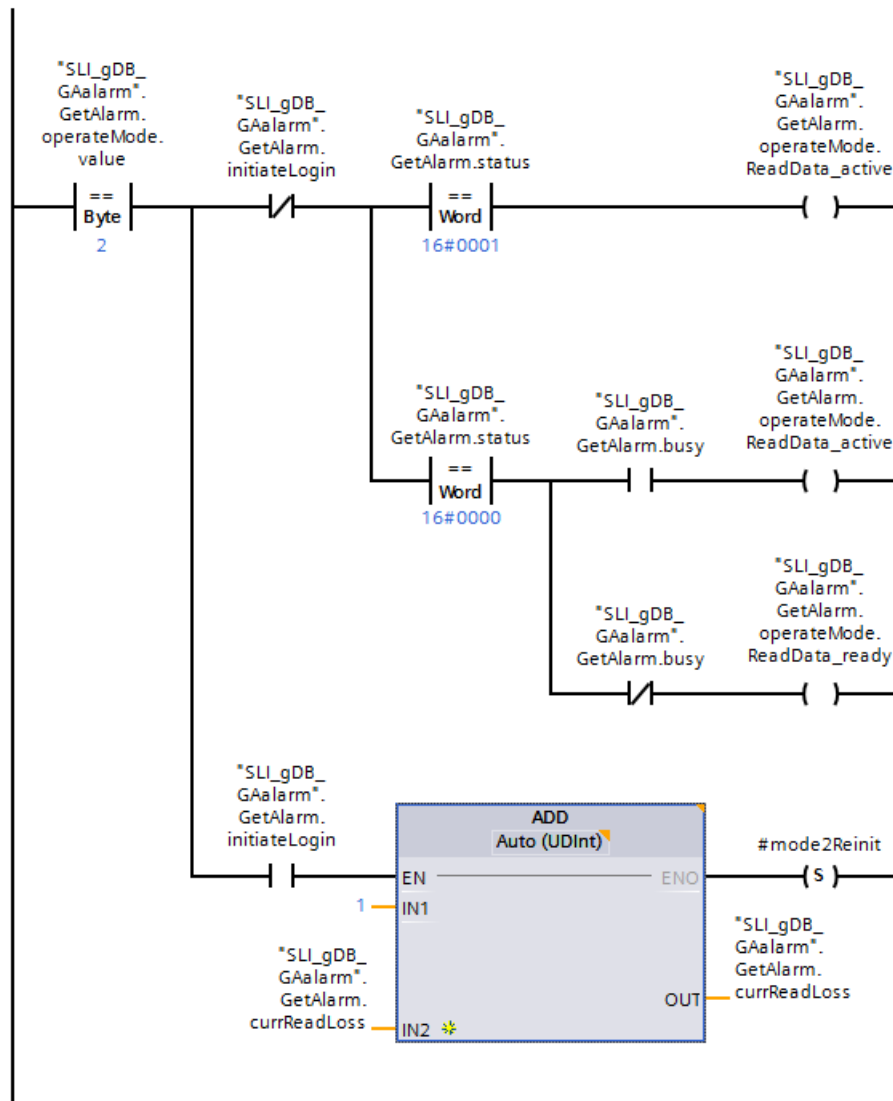 "SLI_gDB_
GAalarm".
GetAlarm.
operateMode.
value
==
Byte
2
"SLI_gDB_
GAalarm".
GetAlarm.
initiateLogin
"SLI_gDB_
GAalarm".
GetAlarm.status
==
Word
16#0001
"SLI_gDB_
GAalarm".
GetAlarm.
operateMode.
ReadData_active
"SLI_gDB_
GAalarm".
GetAlarm.status
==
Word
16#0000
"SLI_gDB_
GAalarm".
GetAlarm.busy
"SLI_gDB_
GAalarm".
GetAlarm.
operateMode.
ReadData_active
"SLI_gDB_
GAalarm".
GetAlarm.busy
"SLI_gDB_
GAalarm".
GetAlarm.
operateMode.
ReadData_ready
"SLI_gDB_
GAalarm".
GetAlarm.
initiateLogin
ADD
Auto (UDInt)
EN
ENO
#mode2Reinit
S
1
IN1
"SLI_gDB_
GAalarm".
GetAlarm.
currReadLoss
IN2
OUT
"SLI_gDB_
GAalarm".
GetAlarm.
currReadLoss